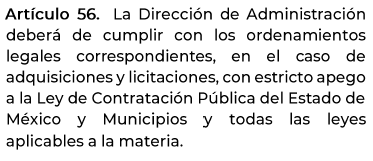 Artículo 56. La Dirección de Administración
deberá de cumplir con los ordenamientos
legales correspondientes, en el caso de
adquisiciones y licitaciones, con estricto apego
a la Ley de Contratación Pública del Estado de
México y Municipios y todas las leyes
aplicables a la materia.